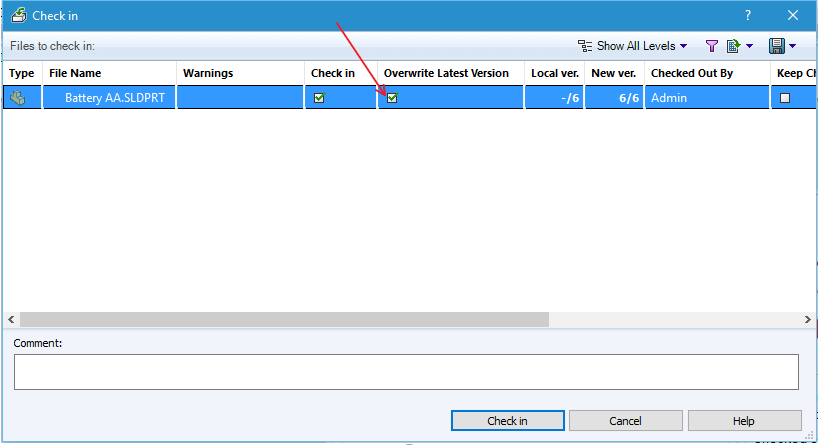 Check in
?
Files to check in:
Show All Levels
Type File Name Warnings Check in Overwrite Latest Version Local ver. New ver. Checked Out By Keep Ch
Battery AA.SLDPRT -/6 6/6 Admin
Comment:
Check in Cancel Help